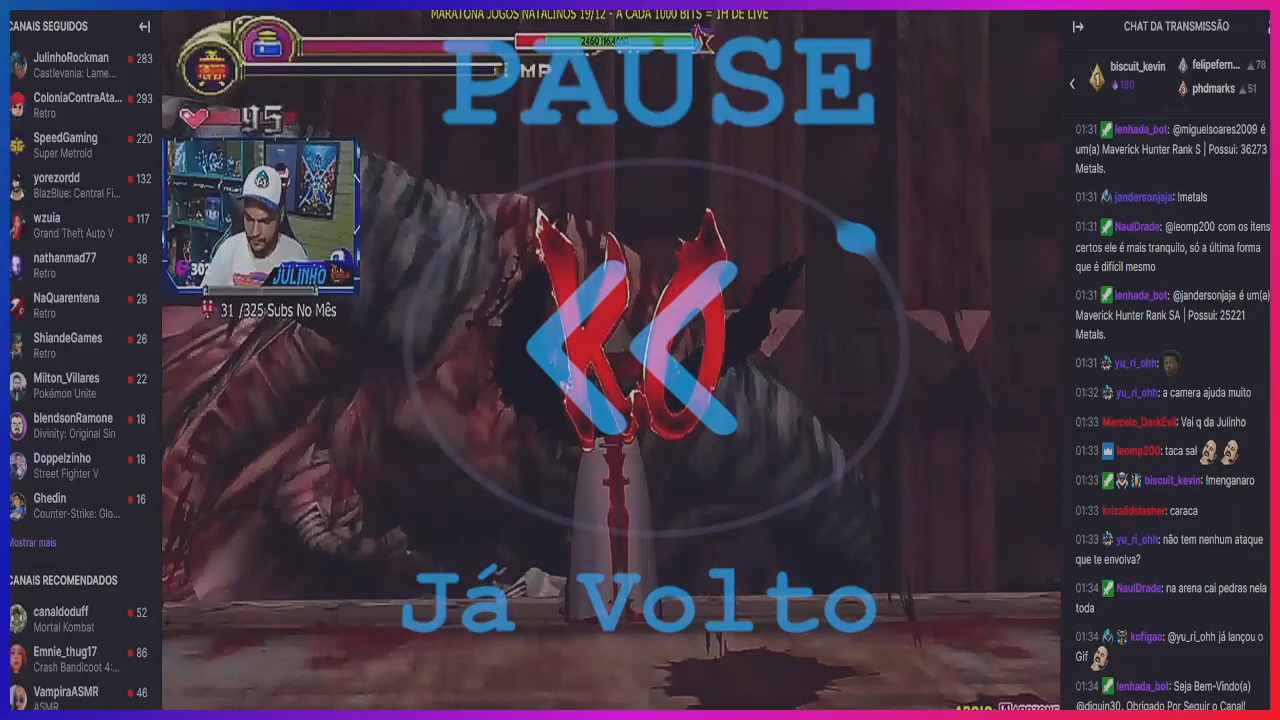 CANAIS SEGUIDOS
JulinhoRockman 283
Castlevania: Lame...
ColoniaContraAta... 293
Retro
SpeedGaming 220
Super Metroid
yorezordd 132
BlazBlue: Central Fi...
wzuia 117
Grand Theft Auto V
nathanmad77 38
Retro
NaQuarentena 28
Retro
ShiandeGames 26
Retro
Miiton_Villares 22
Pokémon Unite
blendsonRamone 18
Divinity: Original Sin
Doppelzinho 18
Street Fighter V
Ghedin 16
Counter-Strike: Glo...
Mostrar mais
CANAIS RECOMENDADOS
canaldoduff 52
Mortal Kombat
Emnie_thug17 86
Crash Bandicoot 4:...
VampiraASMR 46
ASMR
MARATONA JOGOS NATALINOS 19/12 - A CADA 1000 BITS = 1H DE LIVE
MP
95
PAUSE
JULINHO
302
31 /325 Subs No Mês
K.O
Já Volto
APOIO:
CHAT DA TRANSMISSÃO
biscuit_kevin
180
felipefern... 78
phdmarks 51
01:31 lenhada_bot: @miguelsoares2009 é
um(a) Maverick Hunter Rank S | Possui: 36273
Metals.
01:31 jandersonjaja: !metals
01:31 NaulDrade: @leomp200 com os itens
certos ele é mais tranquilo, só a última forma
que é difícil mesmo
01:31 lenhada_bot: @jandersonjaja é um(a)
Maverick Hunter Rank SA | Possui: 25221
Metals.
01:31 yu_ri_ohh:
01:32 yu_ri_ohh: a camera ajuda muito
01:33 Marcelo_DarkEvil: Vai q da Julinho
01:33 leomp200: taca sal
01:33 biscuit_kevin: !menganaro
01:33 krizalidslasher: caraca
01:33 yu_ri_ohh: não tem nenhum ataque
que te envolva?
01:34 NaulDrade: na arena cai pedras nela
toda
01:34 kofigao: @yu_ri_ohh já lançou o
Gif
01:34 lenhada_bot: Seja Bem-Vindo(a)
@diguin30. Obrigado Por Seguir o Canal!